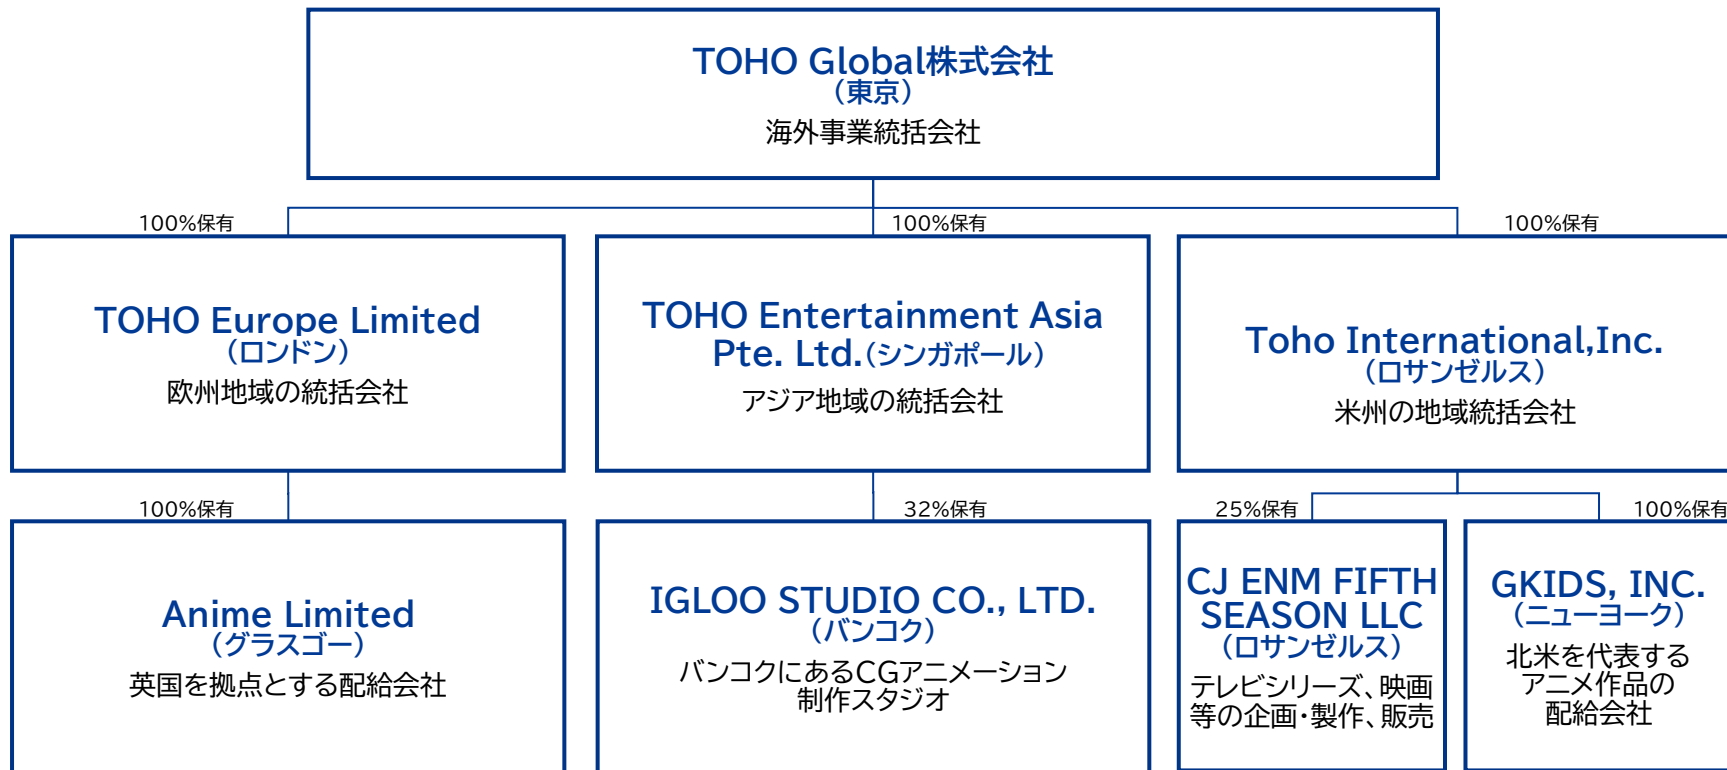 TOHO Global株式会社
（東京）
海外事業統括会社
100%保有
100%保有
100%保有
TOHO Europe Limited
（ロンドン）
欧州地域の統括会社
TOHO Entertainment Asia
Pte. Ltd.（シンガポール）
アジア地域の統括会社
Toho International,Inc.
（ロサンゼルス）
米州の地域統括会社
100%保有
32%保有
25%保有
100%保有
Anime Limited
（グラスゴー）
英国を拠点とする配給会社
IGLOO STUDIO CO., LTD.
（バンコク）
バンコクにあるCGアニメーション
制作スタジオ
CJ ENM FIFTH
SEASON LLC
（ロサンゼルス）
テレビシリーズ、映画
等の企画・製作、販売
GKIDS, INC.
（ニューヨーク）
北米を代表する
アニメ作品の
配給会社